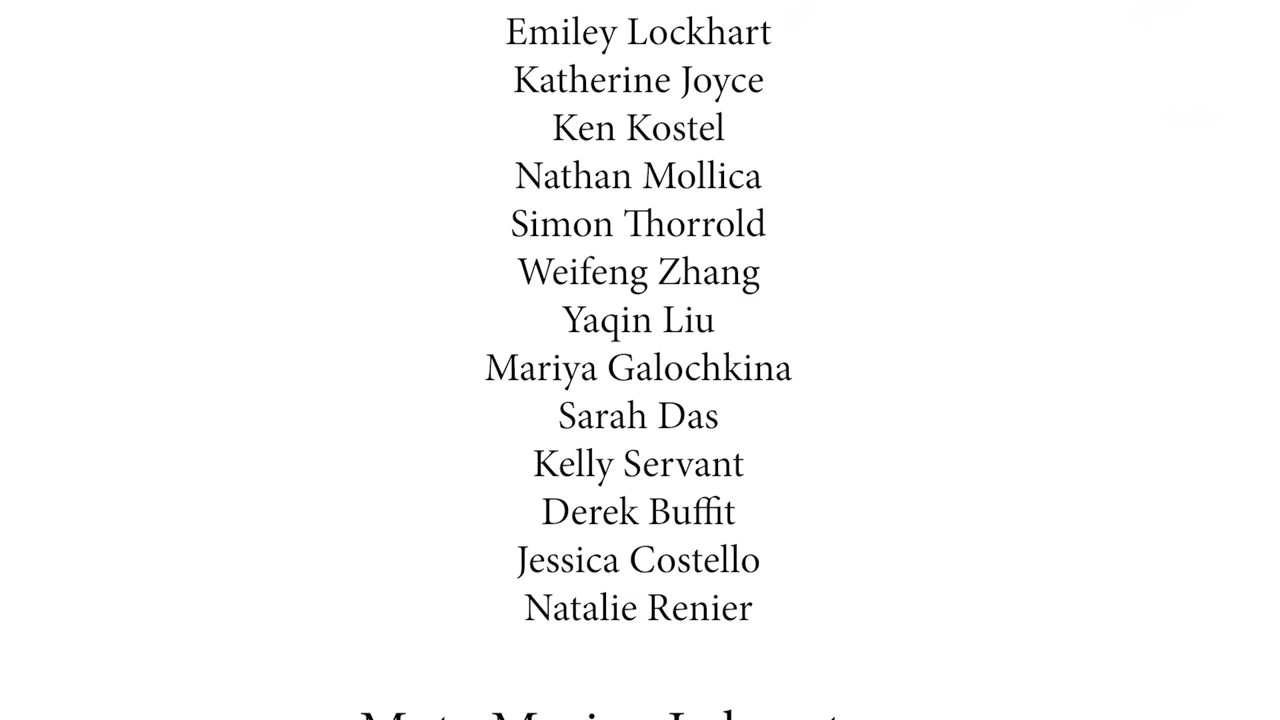 Emiley Lockhart
Katherine Joyce
Ken Kostel
Nathan Mollica
Simon Thorrold
Weifeng Zhang
Yaqin Liu
Mariya Galochkina
Sarah Das
Kelly Servant
Derek Buffit
Jessica Costello
Natalie Renier